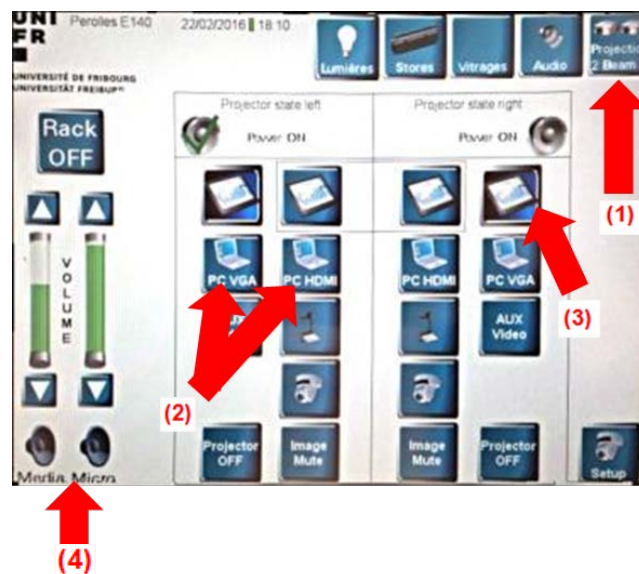 UNI Perolles E140 22/02/2016 18:10
FR
UNIVERSITÉ DE FRIBOURG
UNIVERSITÄT FREIBURG
Lumières Stores Vitrages Audio Projectio
2 Beam
(1)
Projector state left Projector state right
Power ON Power ON
Rack
OFF
(3)
VOLUME
PC VGA PC HDMI PC HDMI PC VGA
AUX
Video
(2)
Projector
OFF
Image
Mute
Image
Mute
Projector
OFF
Setup
Media Micro
(4)